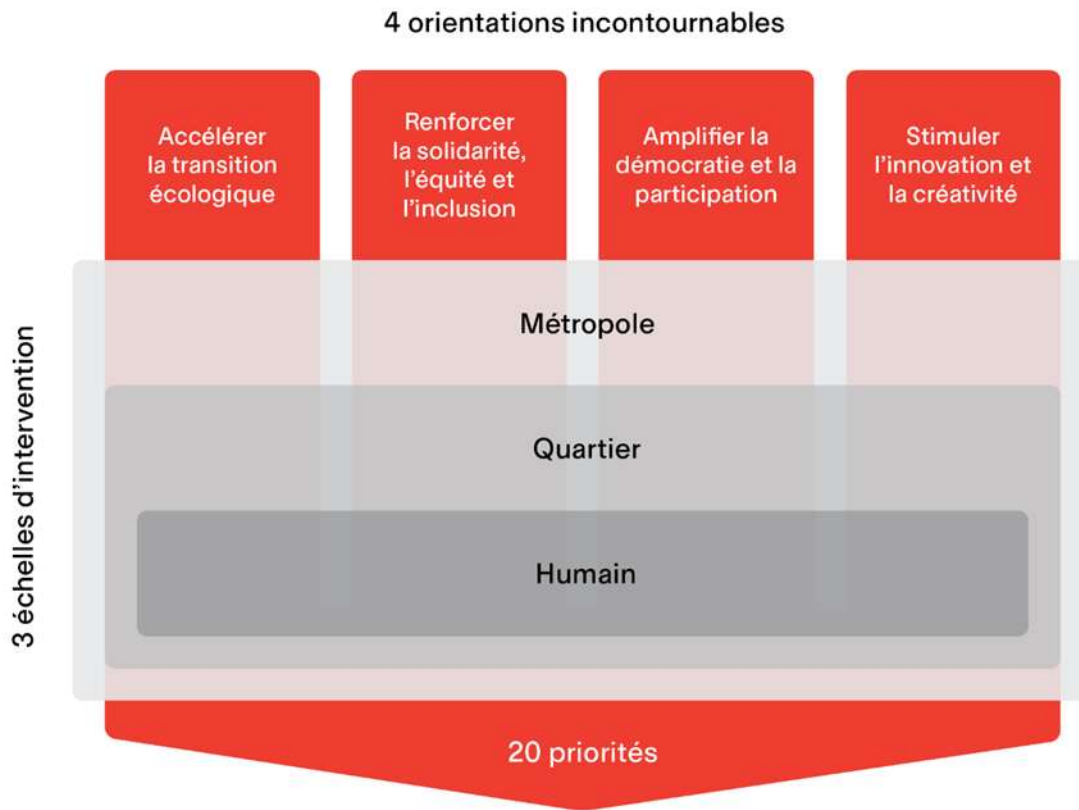 4 orientations incontournables
Accélérer
la transition
écologique
Renforcer
la solidarité,
l'équité et
l'inclusion
Amplifier la
démocratie et la
participation
Stimuler
l'innovation et
la créativité
3 échelles d'intervention
Métropole
Quartier
Humain
20 priorités